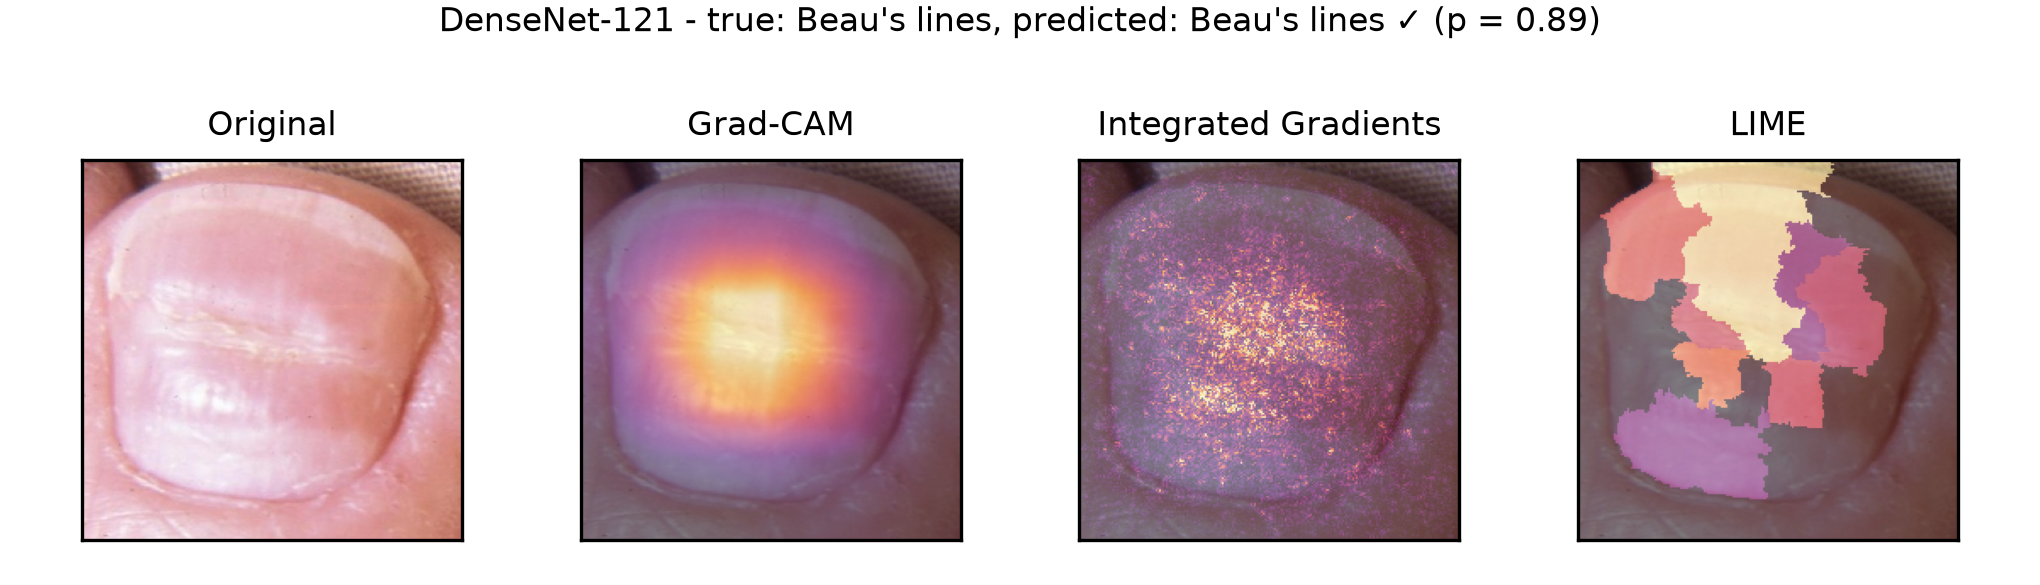 DenseNet-121 - true: Beau's lines, predicted: Beau's lines ✓ (p = 0.89)
Original
Grad-CAM
Integrated Gradients
LIME